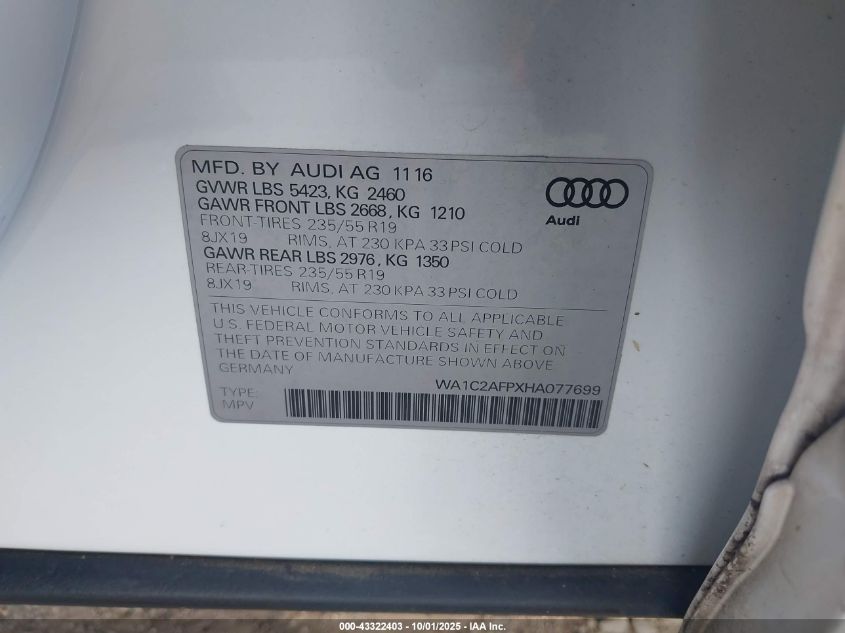 MFD. BY AUDI AG 11 16
GVWR LBS 5423, KG 2460
GAWR FRONT LBS 2668, KG 1210
FRONT-TIRES 235/55 R19
8JX19 RIMS, AT 230 KPA 33 PSI COLD
GAWR REAR LBS 2976, KG 1350
REAR-TIRES 235/55 R19
8JX19 RIMS, AT 230 KPA 33 PSI COLD
Audi
THIS VEHICLE CONFORMS TO ALL APPLICABLE
U.S. FEDERAL MOTOR VEHICLE SAFETY AND
THEFT PREVENTION STANDARDS IN EFFECT ON
THE DATE OF MANUFACTURE SHOWN ABOVE
GERMANY
WA1C2AFPXHA077699
TYPE:
MPV
000-43322403 - 10/01/2025 - IAA Inc.